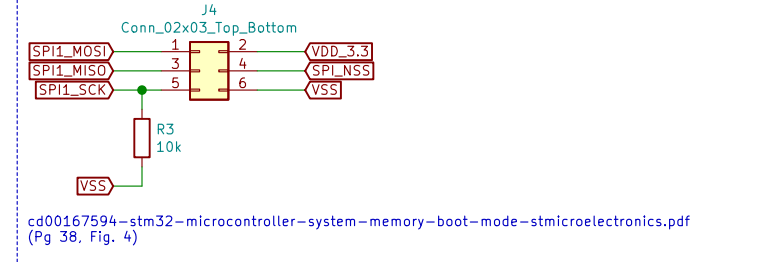 J4
Conn_02x03_Top_Bottom
SPI1_MOSI 1 2 VDD_3.3
SPI1_MISO 3 4 SPI_NSS
SPI1_SCK 5 6 VSS
R3
10k
VSS
cd00167594-stm32-microcontroller-system-memory-boot-mode-stmicroelectronics.pdf
(Pg 38, Fig. 4)